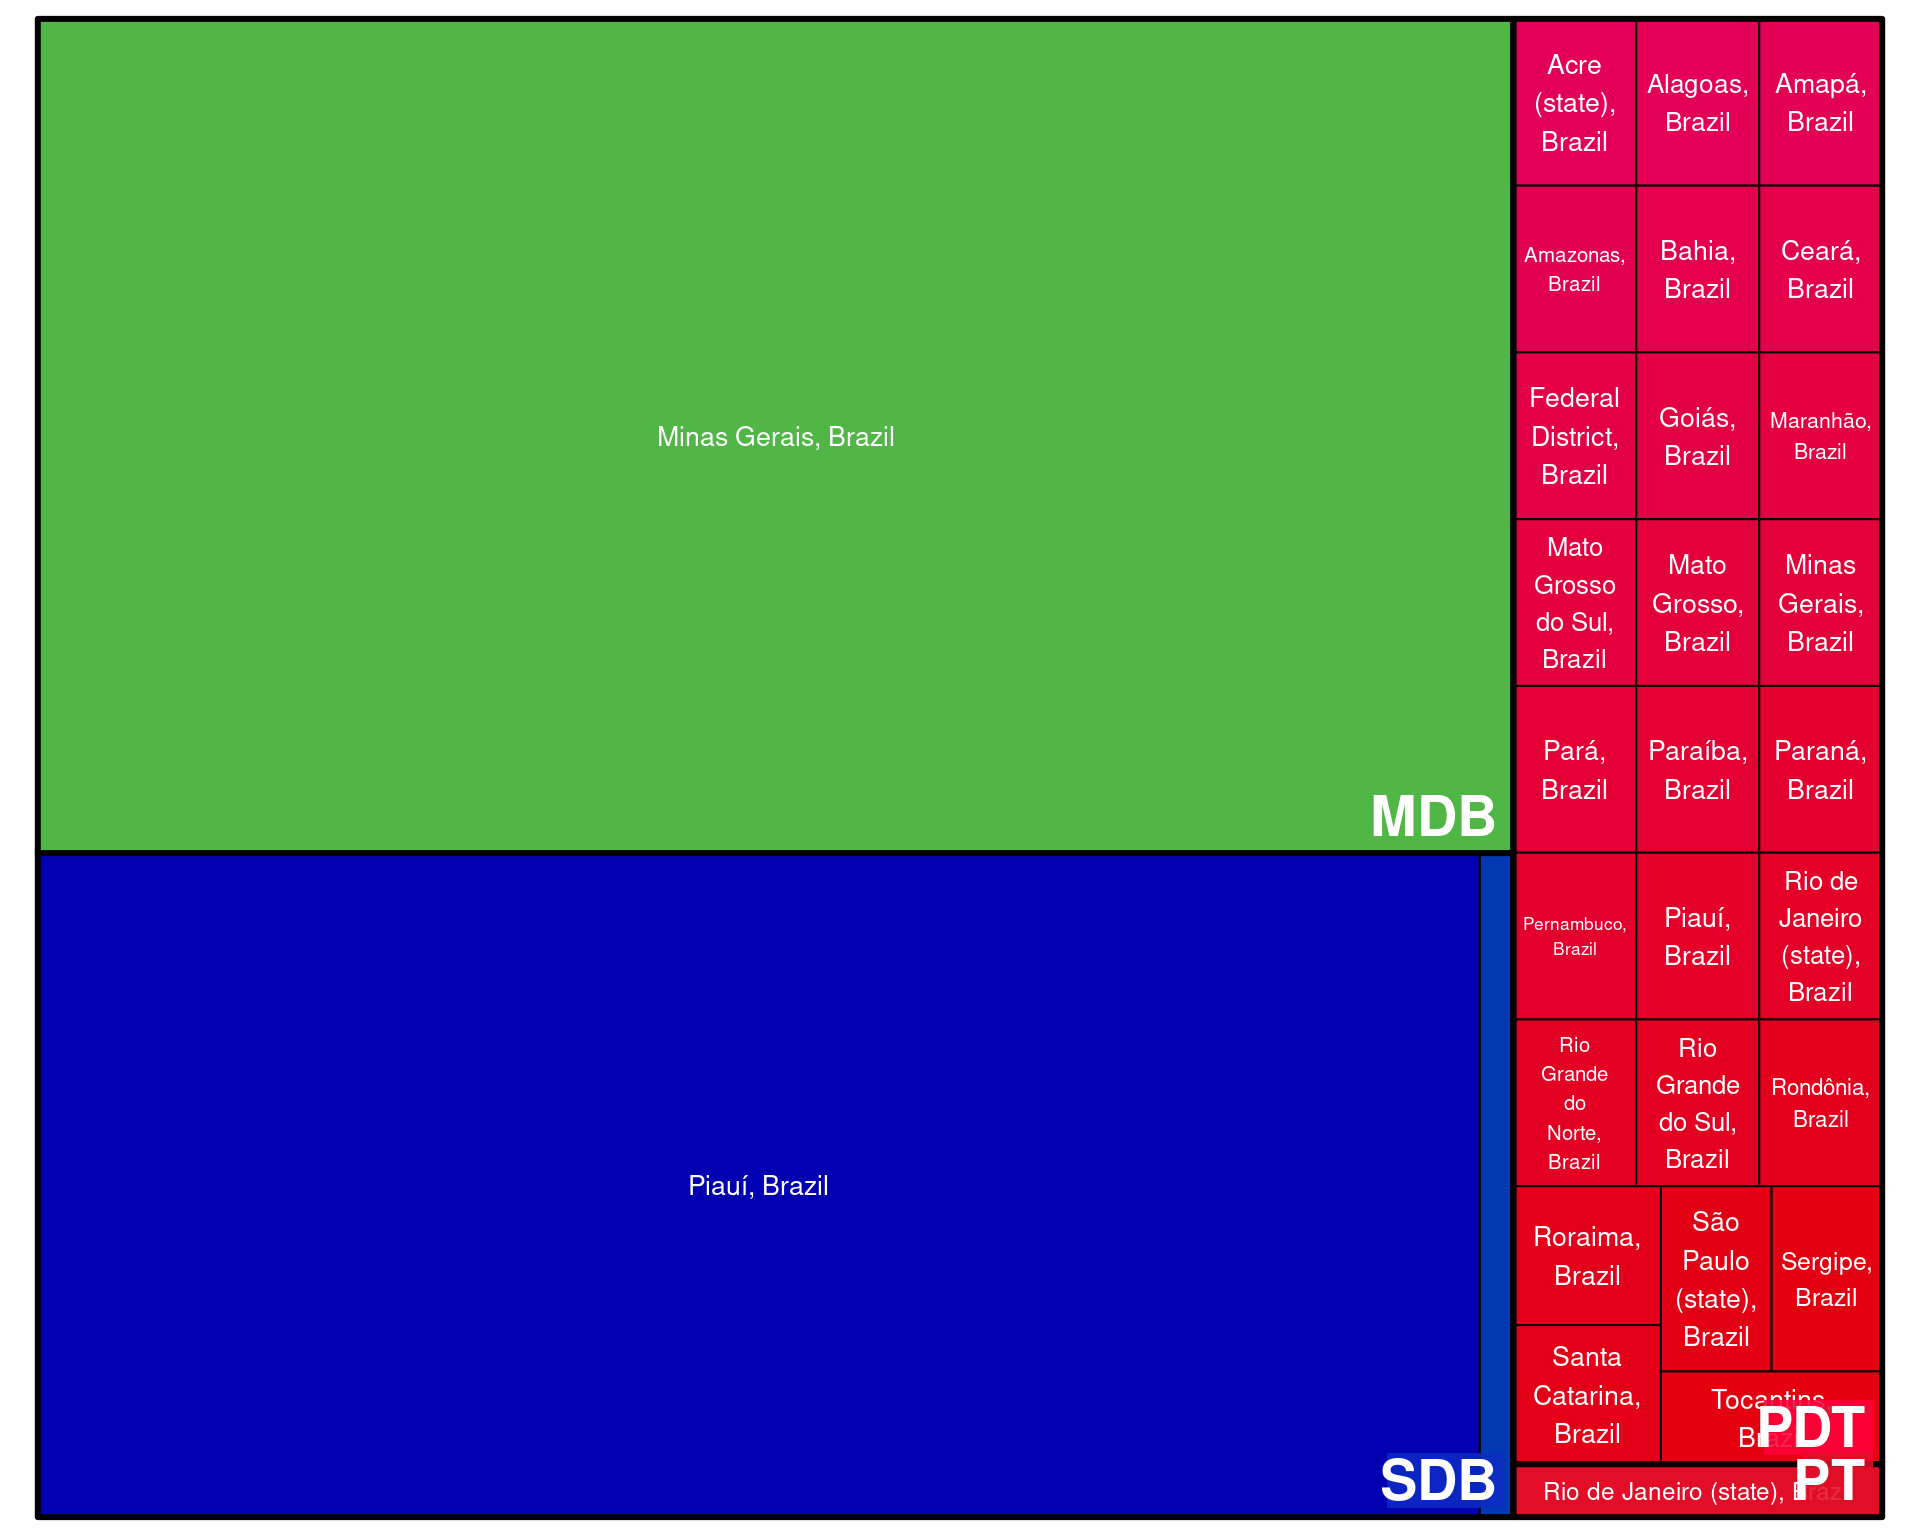 Minas Gerais, Brazil
MDB
Piauí, Brazil
SDB
Acre
(state),
Brazil
Alagoas,
Brazil
Amapá,
Brazil
Amazonas,
Brazil
Bahia,
Brazil
Ceará,
Brazil
Federal
District,
Brazil
Goiás,
Brazil
Maranhão,
Brazil
Mato
Grosso
do Sul,
Brazil
Mato
Grosso,
Brazil
Minas
Gerais,
Brazil
Pará,
Brazil
Paraíba,
Brazil
Paraná,
Brazil
Pernambuco,
Brazil
Piauí,
Brazil
Rio de
Janeiro
(state),
Brazil
Rio
Grande
do
Norte,
Brazil
Rio
Grande
do Sul,
Brazil
Rondônia,
Brazil
Roraima,
Brazil
Santa
Catarina,
Brazil
São
Paulo
(state),
Brazil
Sergipe,
Brazil
Tocantins
Brazil
PDT
Rio de Janeiro (state), Brazil
PT